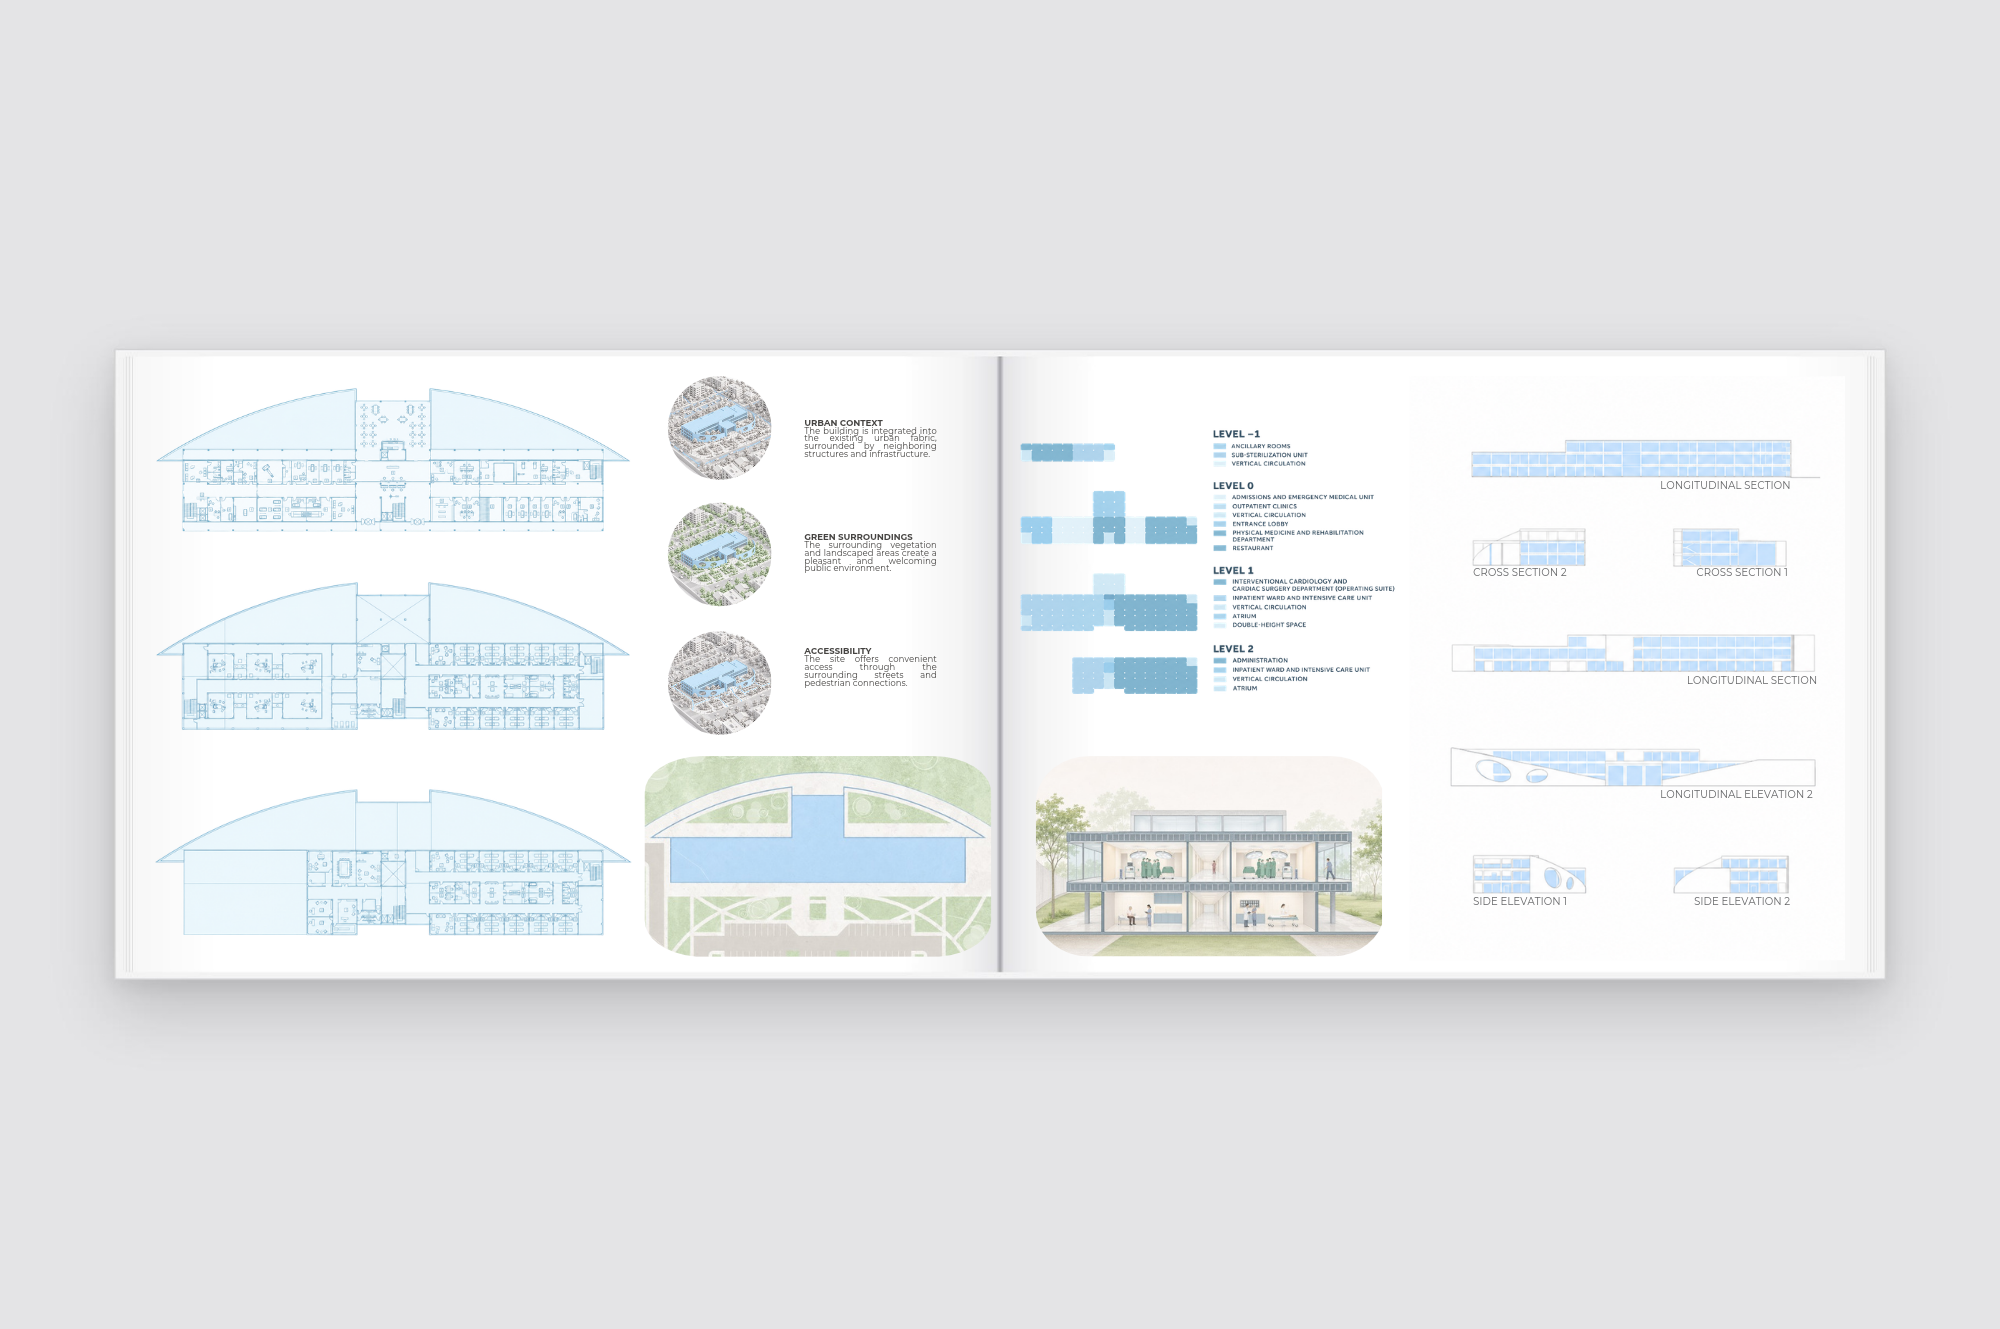 URBAN CONTEXT
The building is integrated into
the existing urban fabric,
surrounded by neighboring
structures and infrastructure.
GREEN SURROUNDINGS
The surrounding vegetation
and landscaped areas create a
pleasant and welcoming
public environment.
ACCESSIBILITY
The site offers convenient
access through the
surrounding streets and
pedestrian connections.
LEVEL –1
ANCILLARY ROOMS
SUB-STERILIZATION UNIT
VERTICAL CIRCULATION
LEVEL 0
ADMISSIONS AND EMERGENCY MEDICAL UNIT
OUTPATIENT CLINICS
VERTICAL CIRCULATION
ENTRANCE LOBBY
PHYSICAL MEDICINE AND REHABILITATION
DEPARTMENT
RESTAURANT
LEVEL 1
INTERVENTIONAL CARDIOLOGY AND
CARDIAC SURGERY DEPARTMENT (OPERATING SUITE)
INPATIENT WARD AND INTENSIVE CARE UNIT
VERTICAL CIRCULATION
ATRIUM
DOUBLE-HEIGHT SPACE
LEVEL 2
ADMINISTRATION
INPATIENT WARD AND INTENSIVE CARE UNIT
VERTICAL CIRCULATION
ATRIUM
LONGITUDINAL SECTION
CROSS SECTION 2
CROSS SECTION 1
LONGITUDINAL SECTION
LONGITUDINAL ELEVATION 2
SIDE ELEVATION 1
SIDE ELEVATION 2